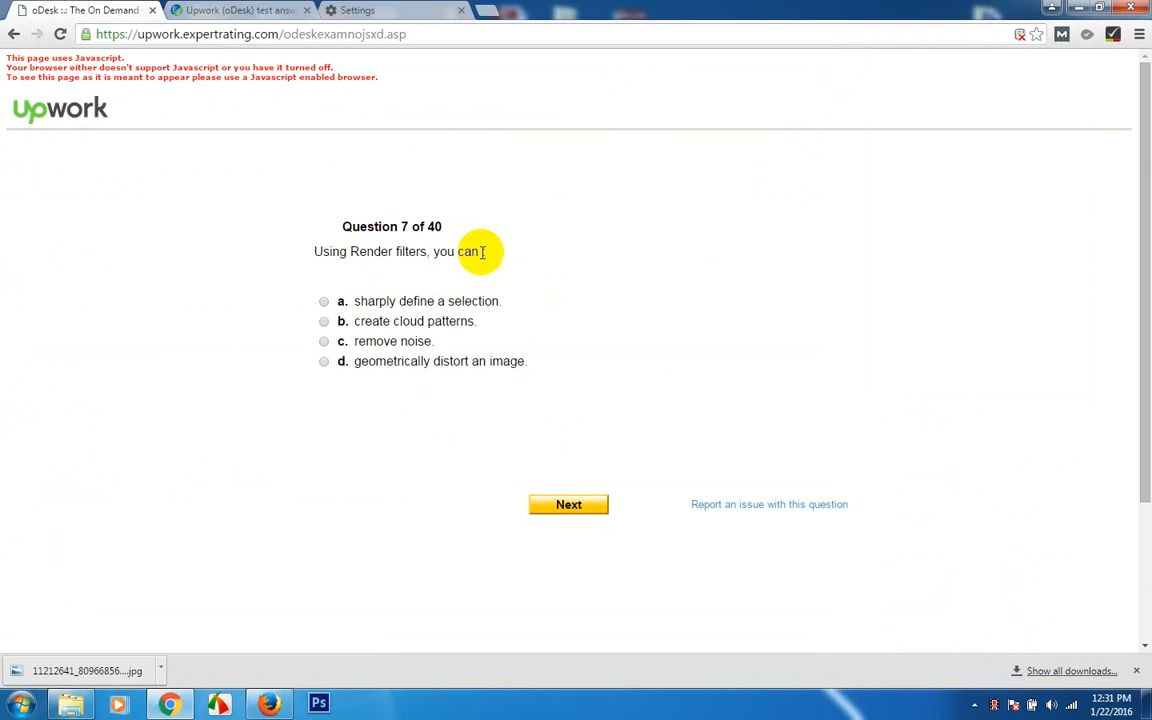 oDesk ::: The On Demand
Upwork (oDesk) test answ
Settings
https://upwork.expertrating.com/odeskexamnojsxd.asp
This page uses Javascript.
Your browser either doesn't support Javascript or you have it turned off.
To see this page as it is meant to appear please use a Javascript enabled browser.
upwork
Question 7 of 40
Using Render filters, you can
a. sharply define a selection.
b. create cloud patterns.
c. remove noise.
d. geometrically distort an image.
Next
Report an issue with this question
11212641_80966856....jpg
Show all downloads...
Ps
12:31 PM
1/22/2016